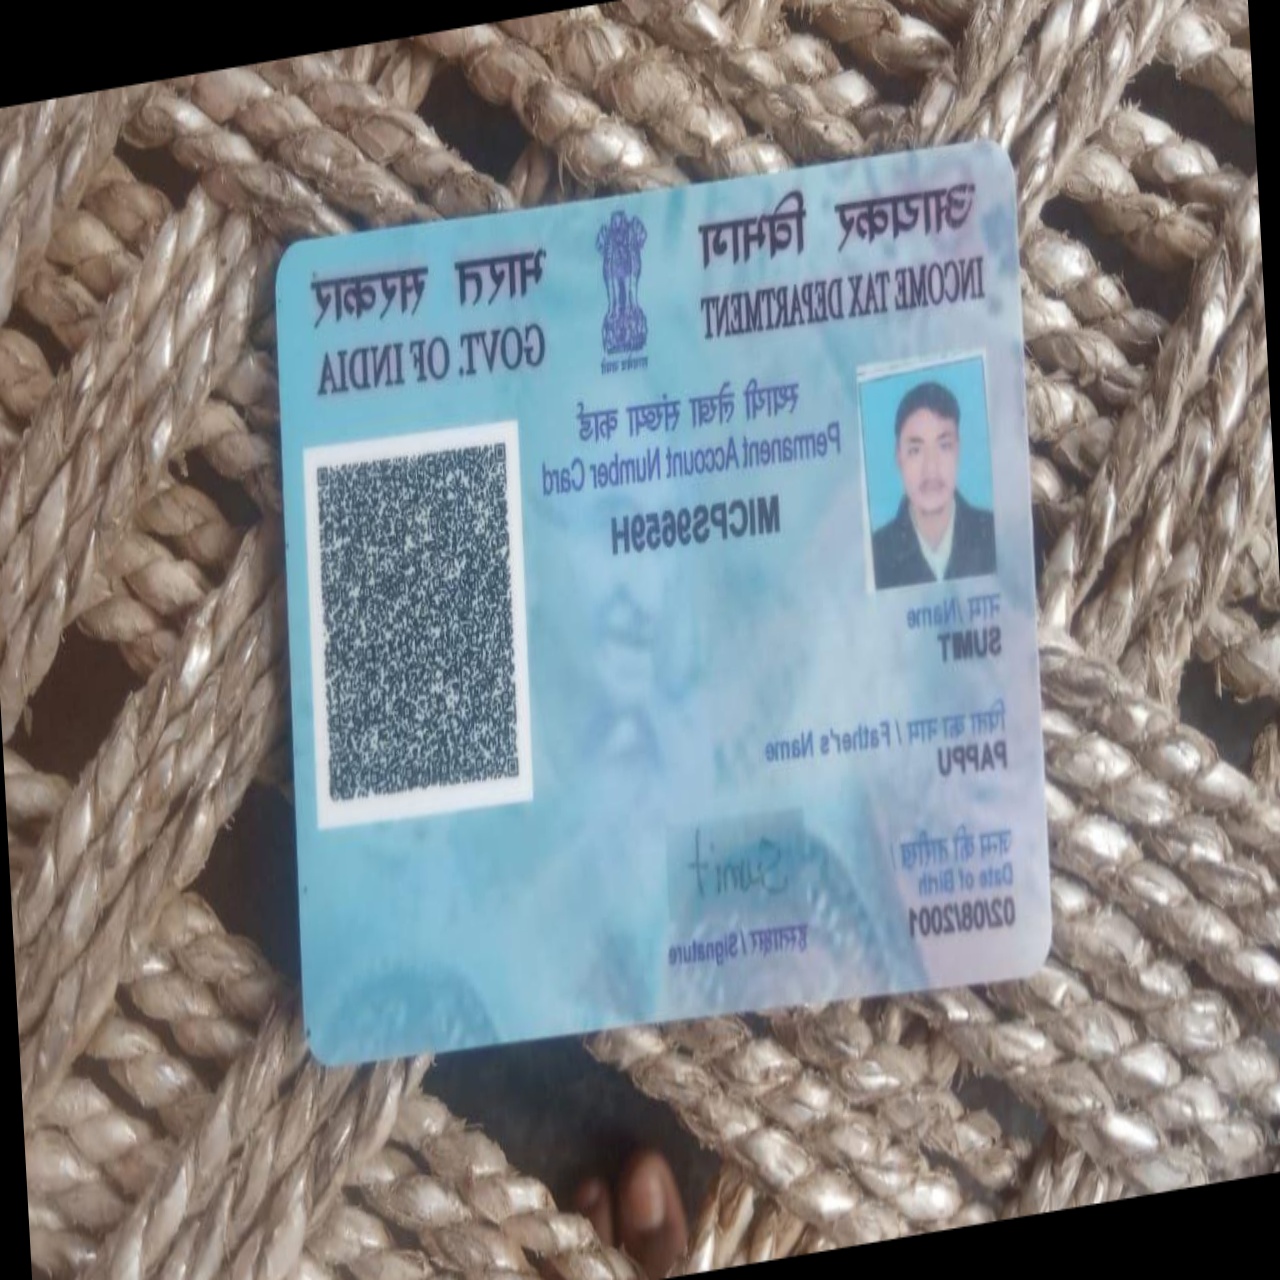 आयकर विभाग
INCOME TAX DEPARTMENT
भारत सरकार
GOVT. OF INDIA
सत्यमेव जयते
स्थायी लेखा संख्या कार्ड
Permanent Account Number Card
MICPS9659H
नाम / Name
SUMIT
पिता का नाम / Father's Name
PAPPU
जन्म की तारीख /
Date of Birth
02/08/2001
Sumit
हस्ताक्षर / Signature